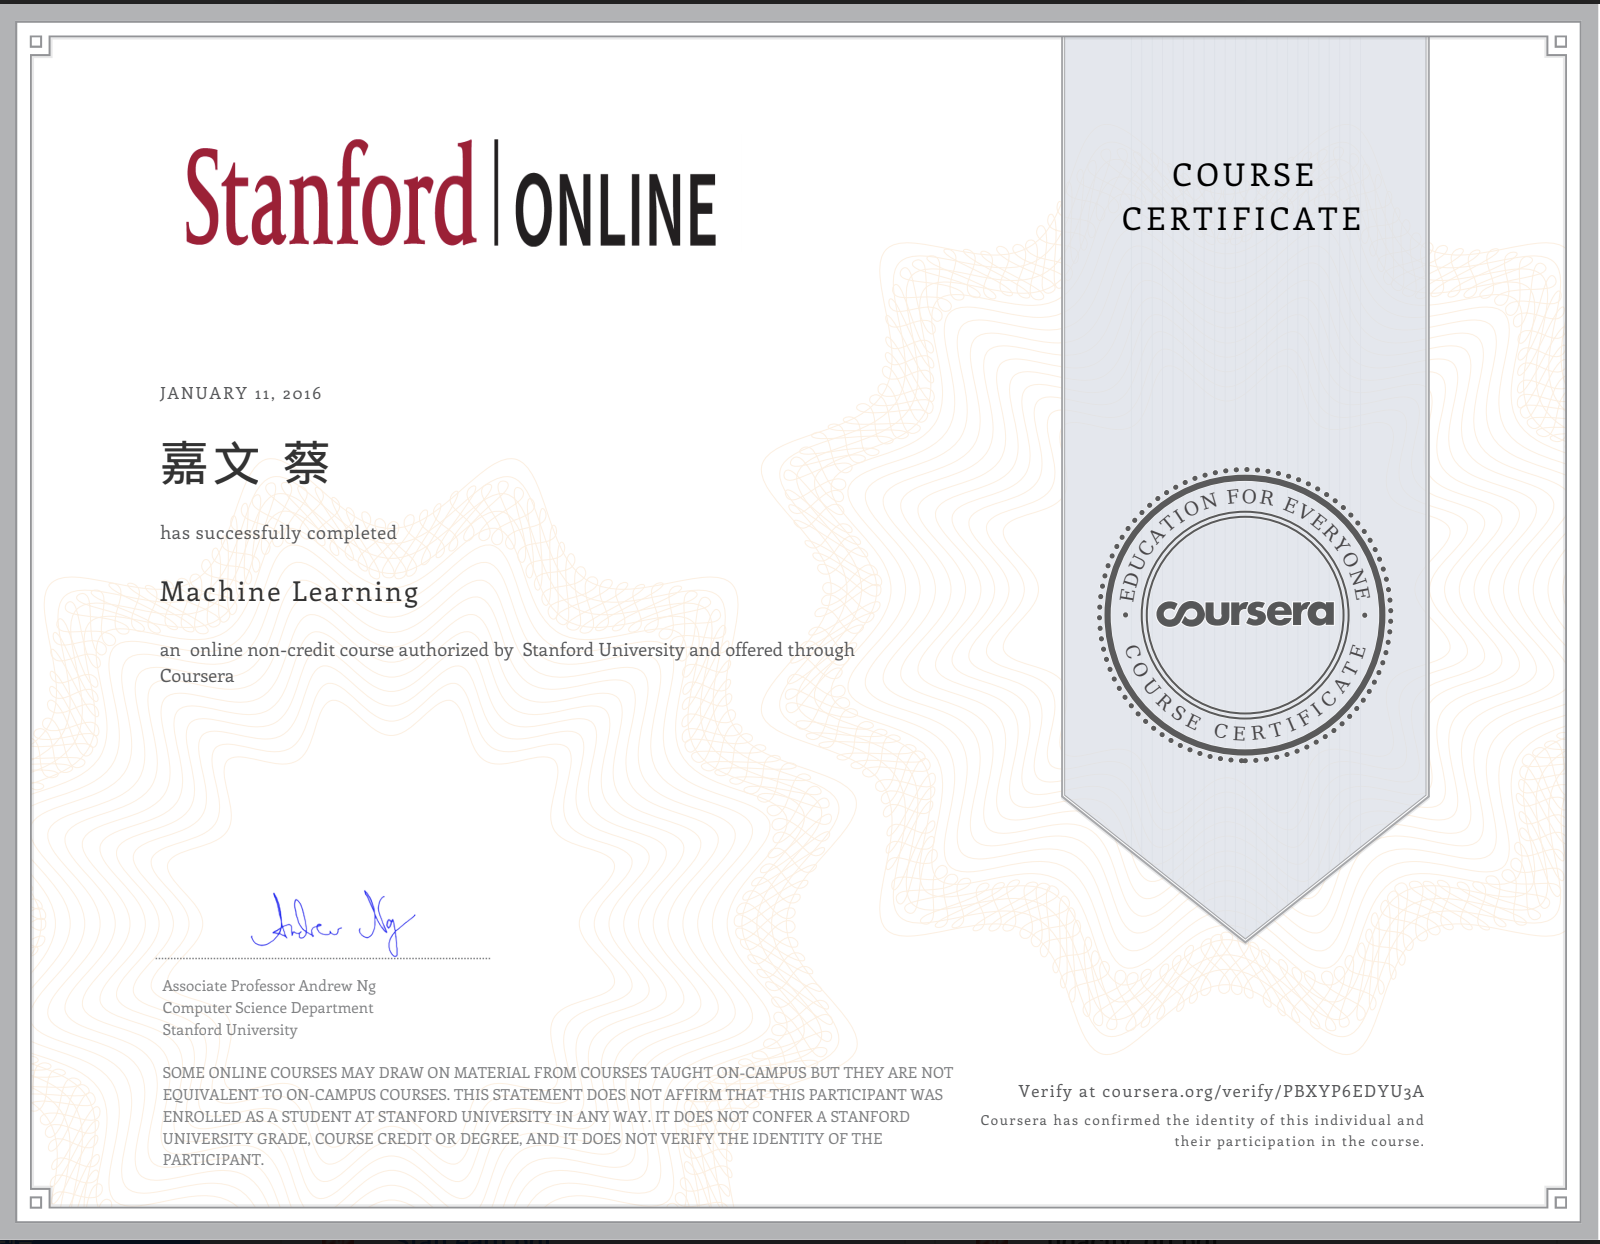 Stanford | ONLINE
COURSE
CERTIFICATE
JANUARY 11, 2016
嘉文 蔡
has successfully completed
Machine Learning
an online non-credit course authorized by Stanford University and offered through
Coursera
EDUCATION FOR EVERYONE
coursera
COURSE CERTIFICATE
Andrew Ng
Associate Professor Andrew Ng
Computer Science Department
Stanford University
SOME ONLINE COURSES MAY DRAW ON MATERIAL FROM COURSES TAUGHT ON-CAMPUS BUT THEY ARE NOT
EQUIVALENT TO ON-CAMPUS COURSES. THIS STATEMENT DOES NOT AFFIRM THAT THIS PARTICIPANT WAS
ENROLLED AS A STUDENT AT STANFORD UNIVERSITY IN ANY WAY. IT DOES NOT CONFER A STANFORD
UNIVERSITY GRADE, COURSE CREDIT OR DEGREE, AND IT DOES NOT VERIFY THE IDENTITY OF THE
PARTICIPANT.
Verify at coursera.org/verify/PBXYP6EDYU3A
Coursera has confirmed the identity of this individual and
their participation in the course.